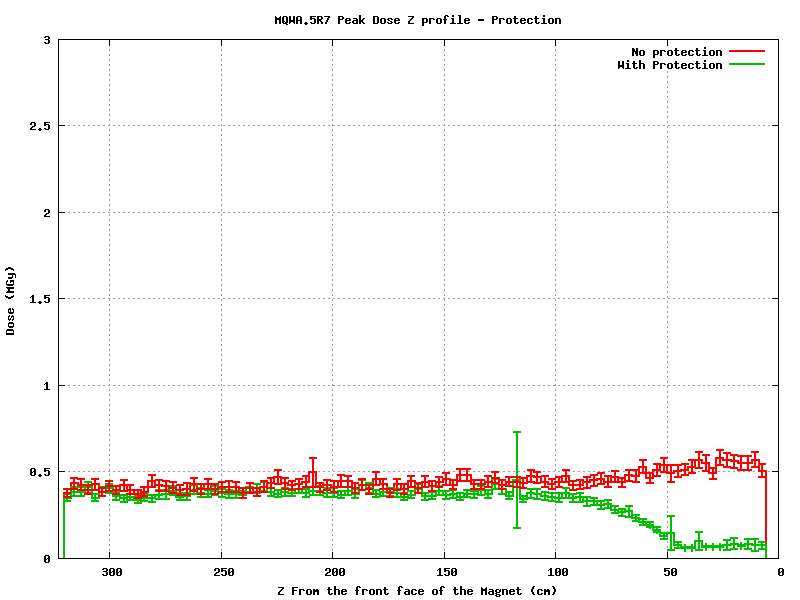 MQWA.5R7 Peak Dose Z profile - Protection
No protection
With Protection
3
2.5
2
1.5
1
0.5
0
Dose (MGy)
300 250 200 150 100 50 0
Z From the front face of the Magnet (cm)